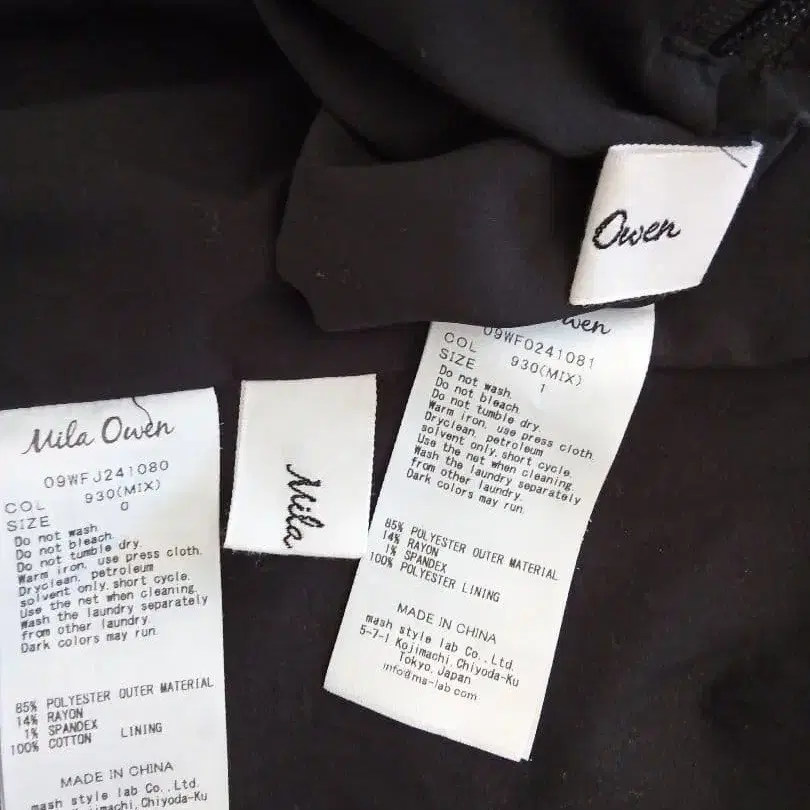 Owen
wen
09WFO241081
COL 930(MIX)
SIZE 1
Do not wash.
Do not bleach.
Do not tumble dry.
Warm iron, use press cloth.
Dryclean, petroleum
solvent only, short cycle.
Use the net when cleaning.
Wash the laundry separately
from other laundry.
Dark colors may run.
85% POLYESTER OUTER MATERIAL
14% RAYON
1% SPANDEX
100% POLYESTER LINING
MADE IN CHINA
mash style lab Co., Ltd.
5-7-1 Kojimachi, Chiyoda-Ku
Tokyo, Japan
info@ms-lab.com
Mila
Mila Owen
09WFJ241080
COL 930(MIX)
SIZE 0
Do not wash.
Do not bleach.
Do not tumble dry.
Warm iron, use press cloth.
Dryclean, petroleum
solvent only, short cycle.
Use the net when cleaning.
Wash the laundry separately
from other laundry.
Dark colors may run.
85% POLYESTER OUTER MATERIAL
14% RAYON
1% SPANDEX
100% COTTON LINING
MADE IN CHINA
mash style lab Co., Ltd.
Kojimachi, Chiyoda-Ku